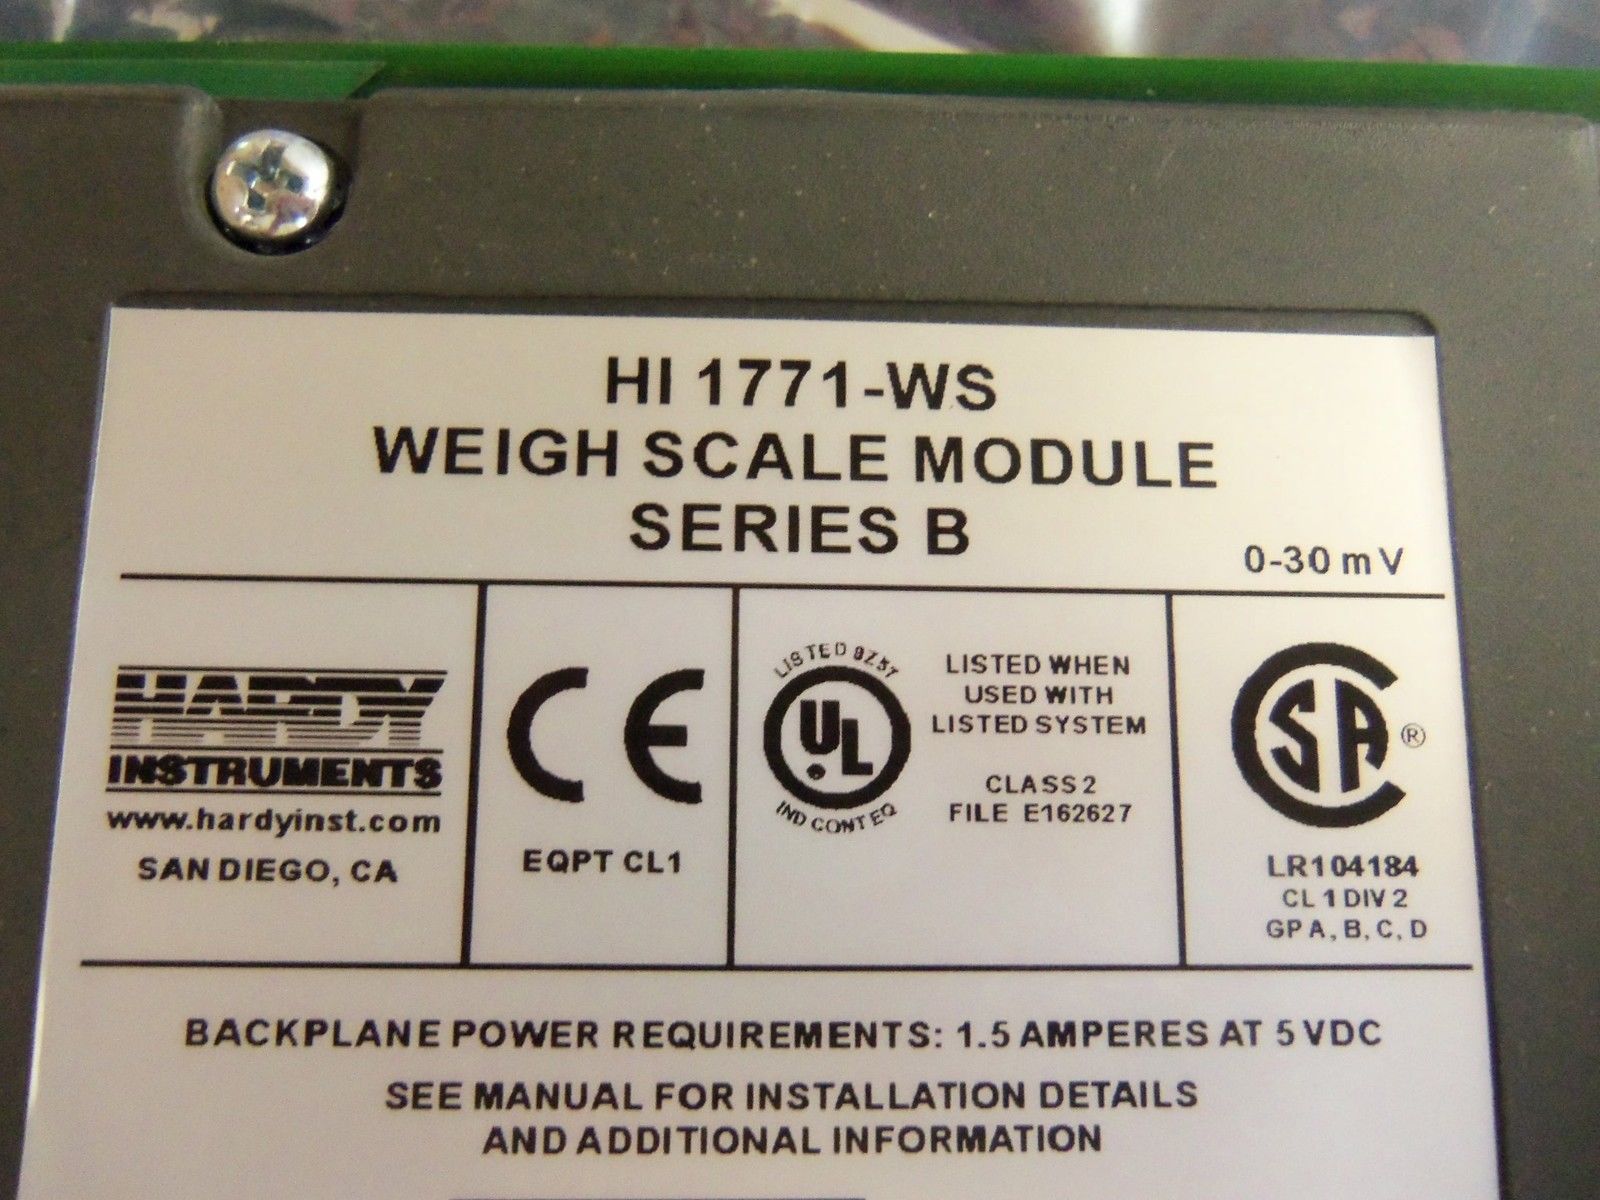 HI 1771-WS
WEIGH SCALE MODULE
SERIES B
0-30 mV
HARDY
INSTRUMENTS
www.hardyinst.com
SAN DIEGO, CA
CE
EQPT CL1
LISTED 9Z57
UL
®
IND CONT EQ
LISTED WHEN
USED WITH
LISTED SYSTEM
CLASS 2
FILE E162627
CSA
®
LR104184
CL 1 DIV 2
GP A, B, C, D
BACKPLANE POWER REQUIREMENTS: 1.5 AMPERES AT 5 VDC
SEE MANUAL FOR INSTALLATION DETAILS
AND ADDITIONAL INFORMATION